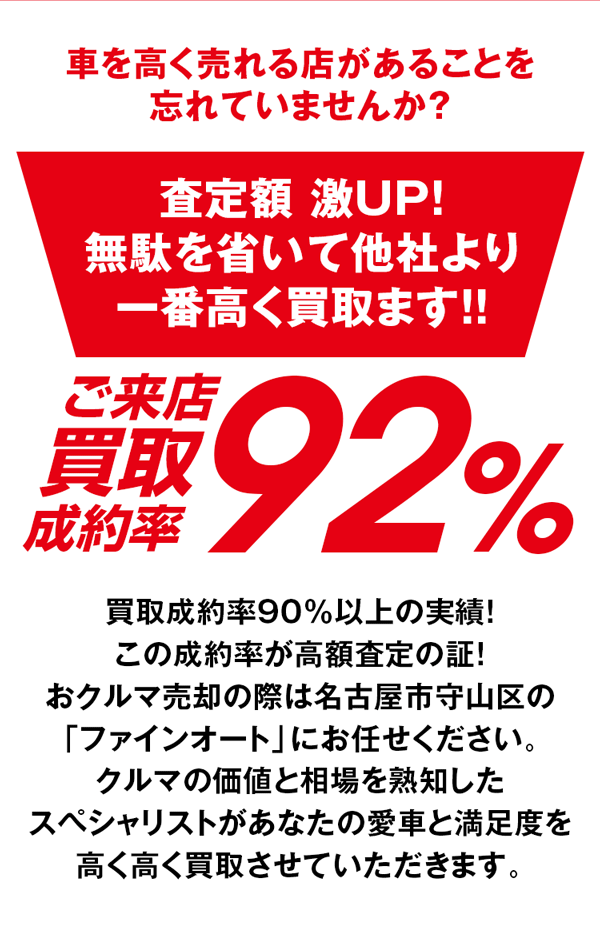 車を高く売れる店があることを
忘れていませんか？
査定額 激UP!
無駄を省いて他社より
一番高く買取ます!!
ご来店
買取
成約率
92%
買取成約率90%以上の実績!
この成約率が高額査定の証!
おクルマ売却の際は名古屋市守山区の
「ファインオート」にお任せください。
クルマの価値と相場を熟知した
スペシャリストがあなたの愛車と満足度を
高く高く買取させていただきます。